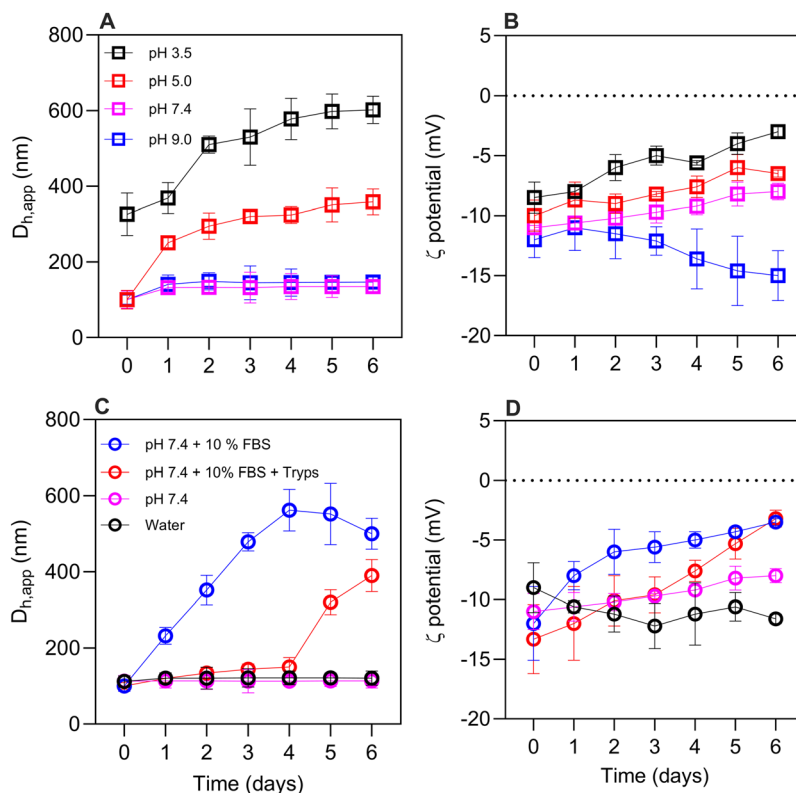 A
800
600
400
200
0
D h,app (nm)
pH 3.5
pH 5.0
pH 7.4
pH 9.0
0 1 2 3 4 5 6
B
5
0
-5
-10
-15
-20
ζ potential (mV)
0 1 2 3 4 5 6
C
800
600
400
200
0
D h,app (nm)
pH 7.4 + 10 % FBS
pH 7.4 + 10% FBS + Tryps
pH 7.4
Water
0 1 2 3 4 5 6
Time (days)
D
5
0
-5
-10
-15
-20
ζ potential (mV)
0 1 2 3 4 5 6
Time (days)